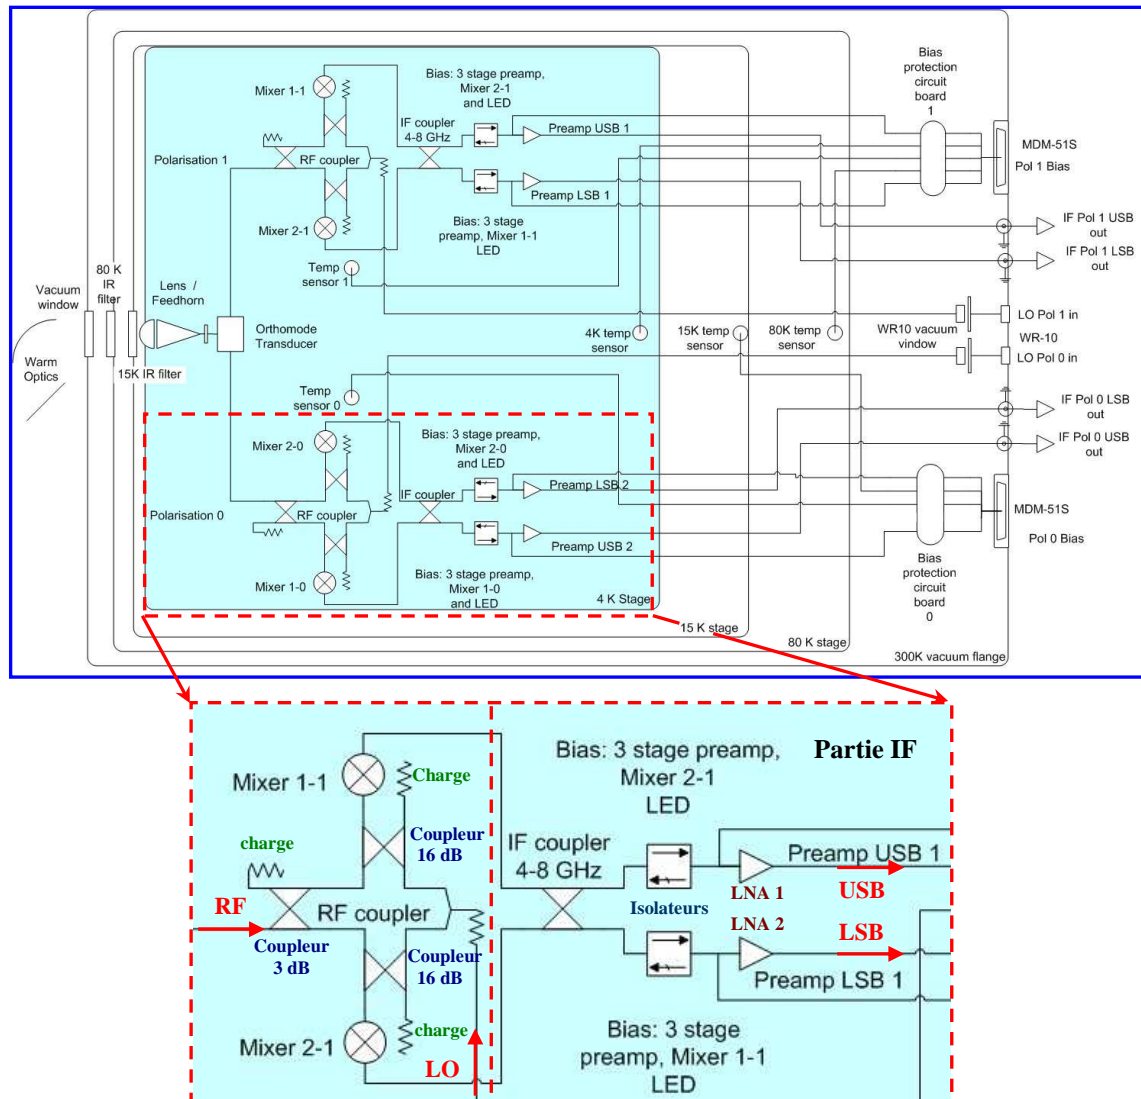 Bias: 3 stage preamp,
Mixer 2-1
and LED
Bias
protection
circuit
board
1
Mixer 1-1
IF coupler
4-8 GHz
Preamp USB 1
MDM-51S
Pol 1 Bias
Polarisation 1
RF coupler
Preamp LSB 1
Mixer 2-1
Bias: 3 stage
preamp, Mixer 1-1
LED
IF Pol 1 USB
out
IF Pol 1 LSB
out
Temp
sensor 1
80 K
IR
filter
Vacuum
window
Lens /
Feedhorn
Orthomode
Transducer
4K temp
sensor
15K temp
sensor
80K temp
sensor
WR10 vacuum
window
LO Pol 1 in
WR-10
LO Pol 0 in
Warm
Optics
15K IR filter
Temp
sensor 0
IF Pol 0 LSB
out
IF Pol 0 USB
out
Bias: 3 stage preamp,
Mixer 2-0
and LED
Mixer 2-0
IF coupler
Preamp LSB 2
Polarisation 0
RF coupler
Preamp USB 2
MDM-51S
Pol 0 Bias
Mixer 1-0
Bias: 3 stage preamp,
Mixer 1-0
and LED
Bias
protection
circuit
board
0
4 K Stage
15 K stage
80 K stage
300K vacuum flange
Bias: 3 stage preamp,
Mixer 2-1
LED
Partie IF
Mixer 1-1
Charge
charge
Coupleur
16 dB
IF coupler
4-8 GHz
Preamp USB 1
LNA 1
USB
RF
RF coupler
Isolateurs
LNA 2
LSB
Coupleur
3 dB
Coupleur
16 dB
Preamp LSB 1
Mixer 2-1
charge
LO
Bias: 3 stage
preamp, Mixer 1-1
LED